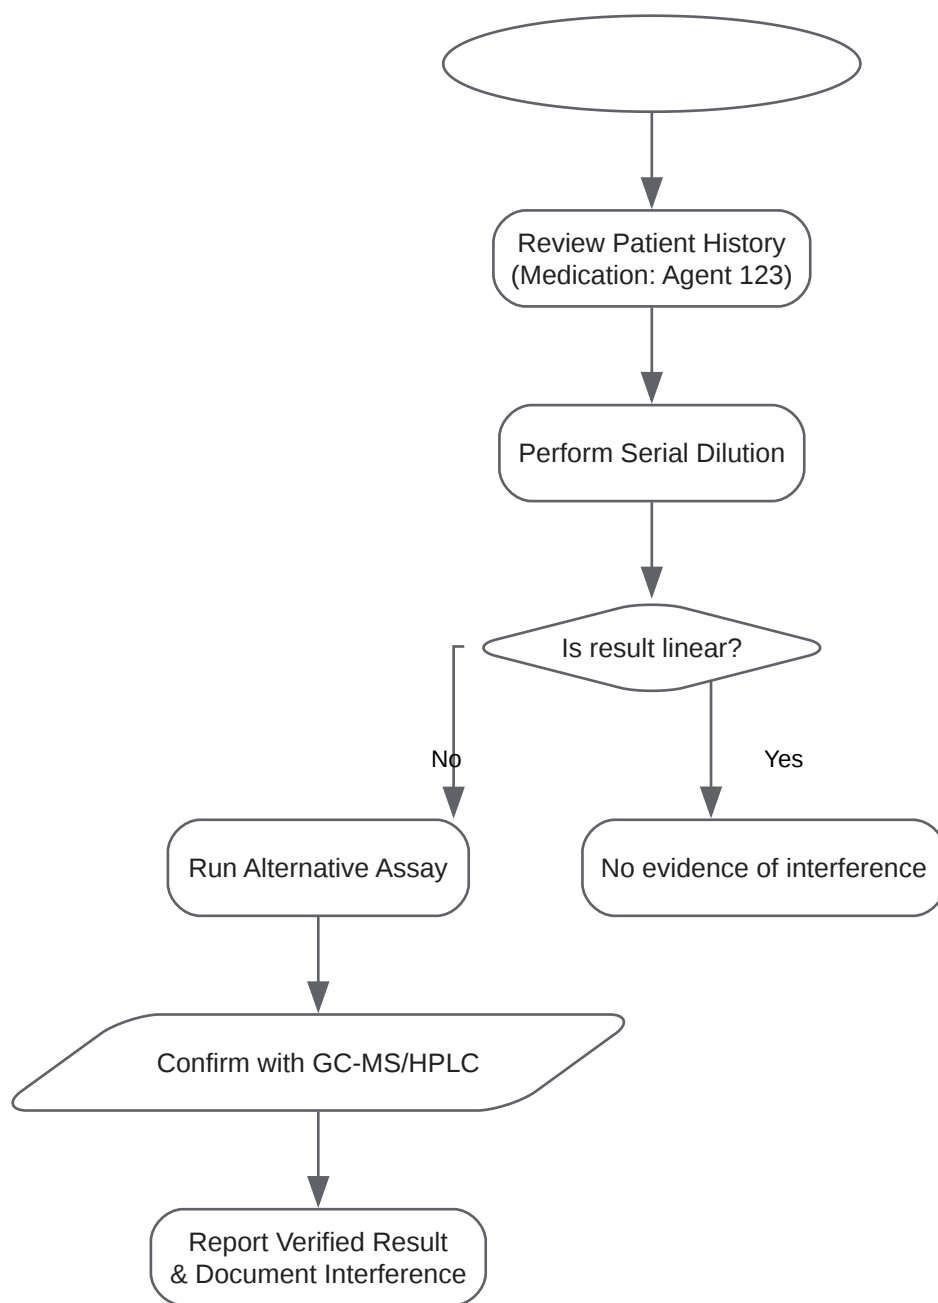 Review Patient History
(Medication: Agent 123)
Perform Serial Dilution
Is result linear?
No
Yes
Run Alternative Assay
No evidence of interference
Confirm with GC-MS/HPLC
Report Verified Result
& Document Interference